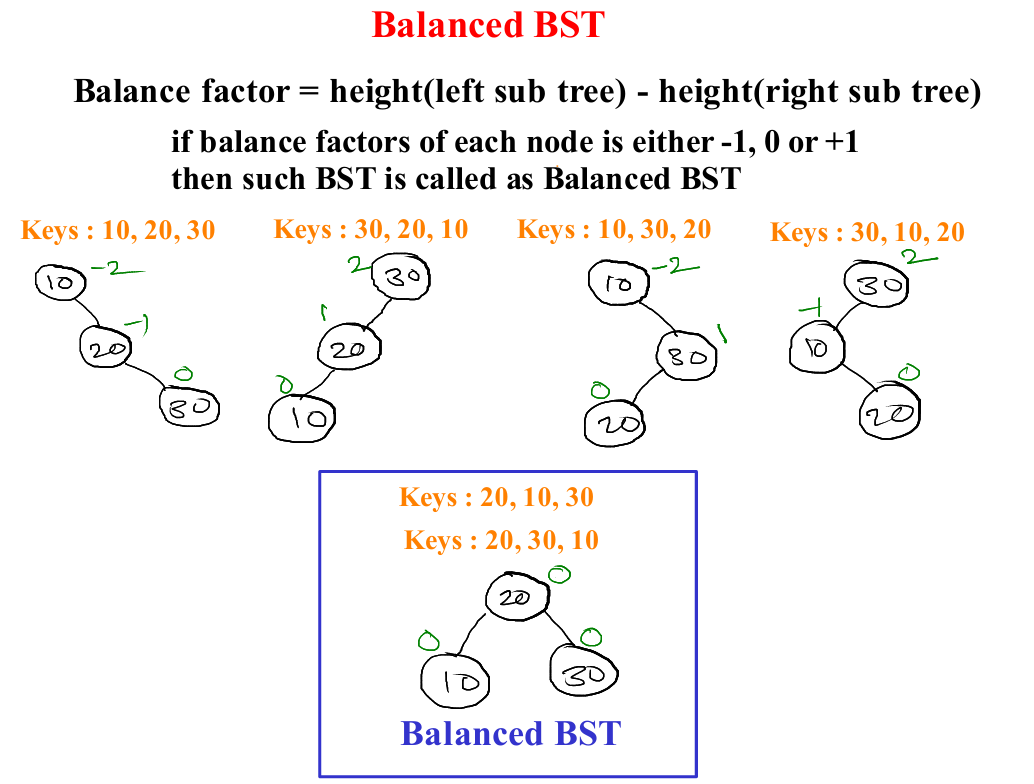 Balanced BST
Balance factor = height(left sub tree) - height(right sub tree)
if balance factors of each node is either -1, 0 or +1
then such BST is called as Balanced BST
Keys : 10, 20, 30
10 -2
20 -1
0
30
Keys : 30, 20, 10
2 30
1
20
0
10
Keys : 10, 30, 20
10 -2
30 1
0
20
Keys : 30, 10, 20
2
30
-1
10
0
20
Keys : 20, 10, 30
Keys : 20, 30, 10
20 0
0 0
10 30
Balanced BST